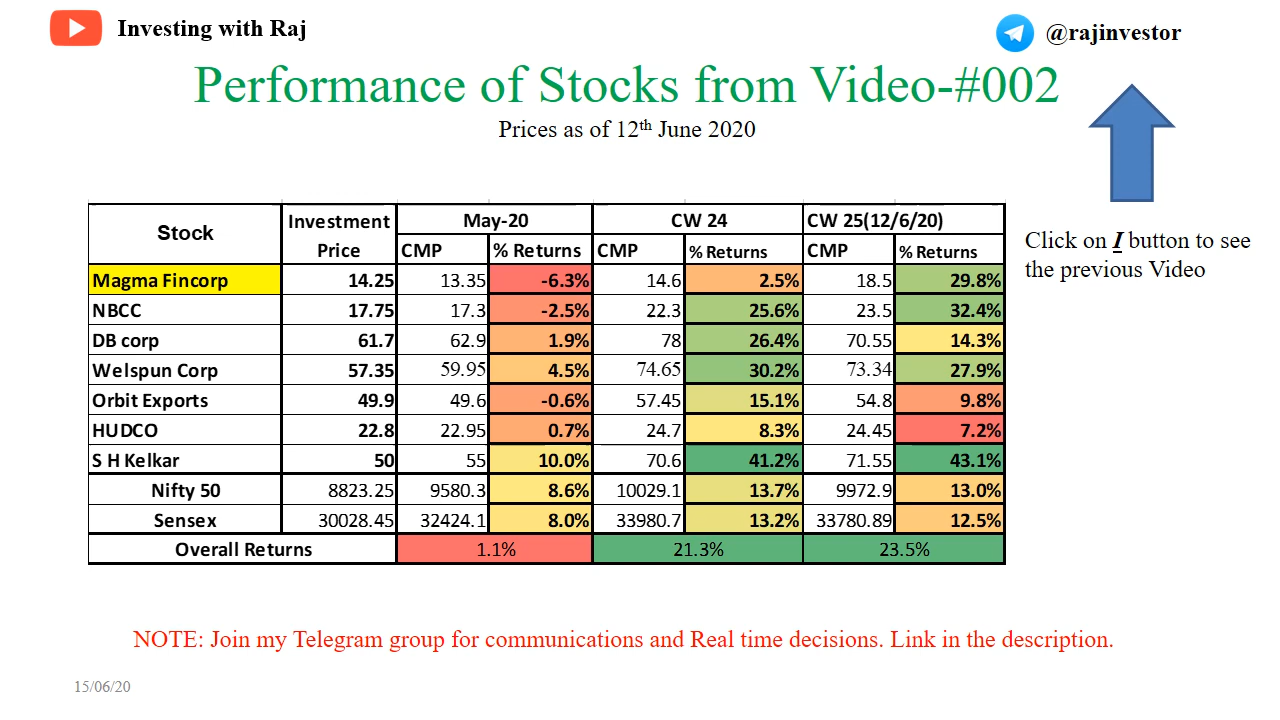 Investing with Raj
@rajinvestor
Performance of Stocks from Video-#002
Prices as of 12th June 2020
Stock Investment Price May-20 CW 24 CW 25(12/6/20)
CMP % Returns CMP % Returns CMP % Returns
Magma Fincorp 14.25 13.35 -6.3% 14.6 2.5% 18.5 29.8%
NBCC 17.75 17.3 -2.5% 22.3 25.6% 23.5 32.4%
DB corp 61.7 62.9 1.9% 78 26.4% 70.55 14.3%
Welspun Corp 57.35 59.95 4.5% 74.65 30.2% 73.34 27.9%
Orbit Exports 49.9 49.6 -0.6% 57.45 15.1% 54.8 9.8%
HUDCO 22.8 22.95 0.7% 24.7 8.3% 24.45 7.2%
S H Kelkar 50 55 10.0% 70.6 41.2% 71.55 43.1%
Nifty 50 8823.25 9580.3 8.6% 10029.1 13.7% 9972.9 13.0%
Sensex 30028.45 32424.1 8.0% 33980.7 13.2% 33780.89 12.5%
Overall Returns 1.1% 21.3% 23.5%
Click on I button to see
the previous Video
NOTE: Join my Telegram group for communications and Real time decisions. Link in the description.
15/06/20